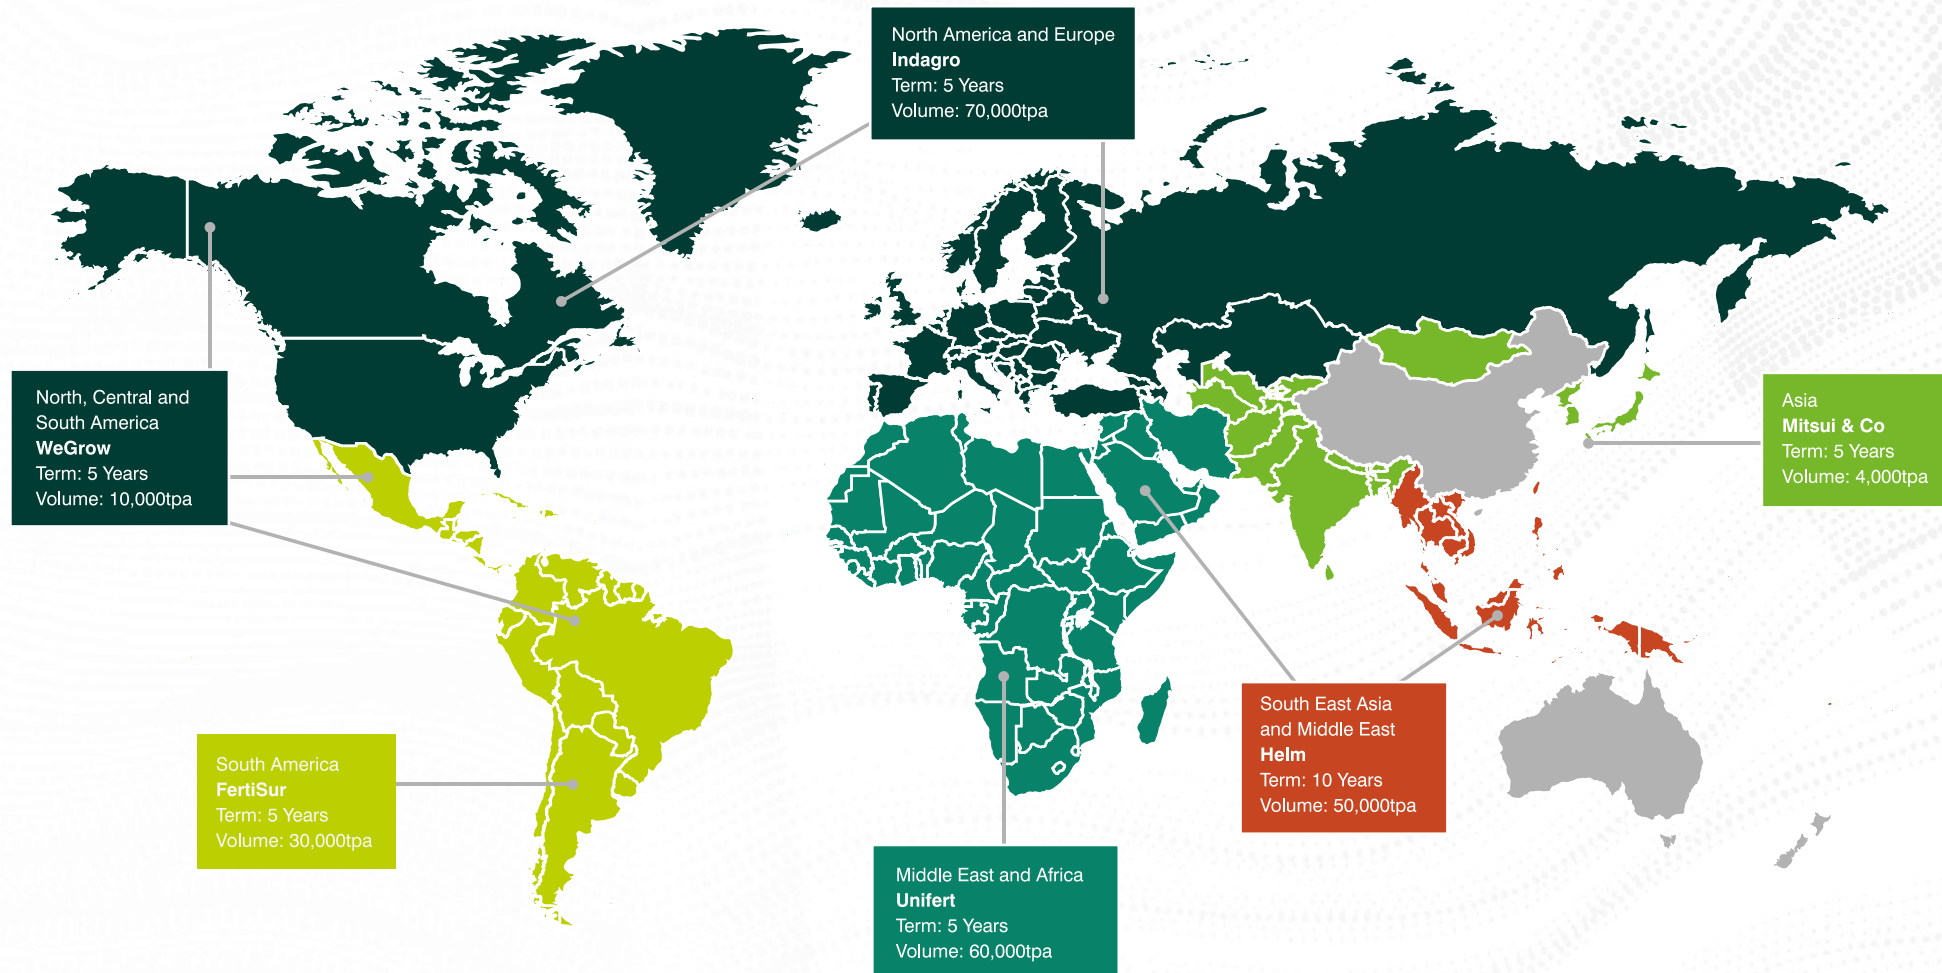 North America and Europe
Indagro
Term: 5 Years
Volume: 70,000tpa
North, Central and
South America
WeGrow
Term: 5 Years
Volume: 10,000tpa
Asia
Mitsui & Co
Term: 5 Years
Volume: 4,000tpa
South America
FertiSur
Term: 5 Years
Volume: 30,000tpa
South East Asia
and Middle East
Helm
Term: 10 Years
Volume: 50,000tpa
Middle East and Africa
Unifert
Term: 5 Years
Volume: 60,000tpa